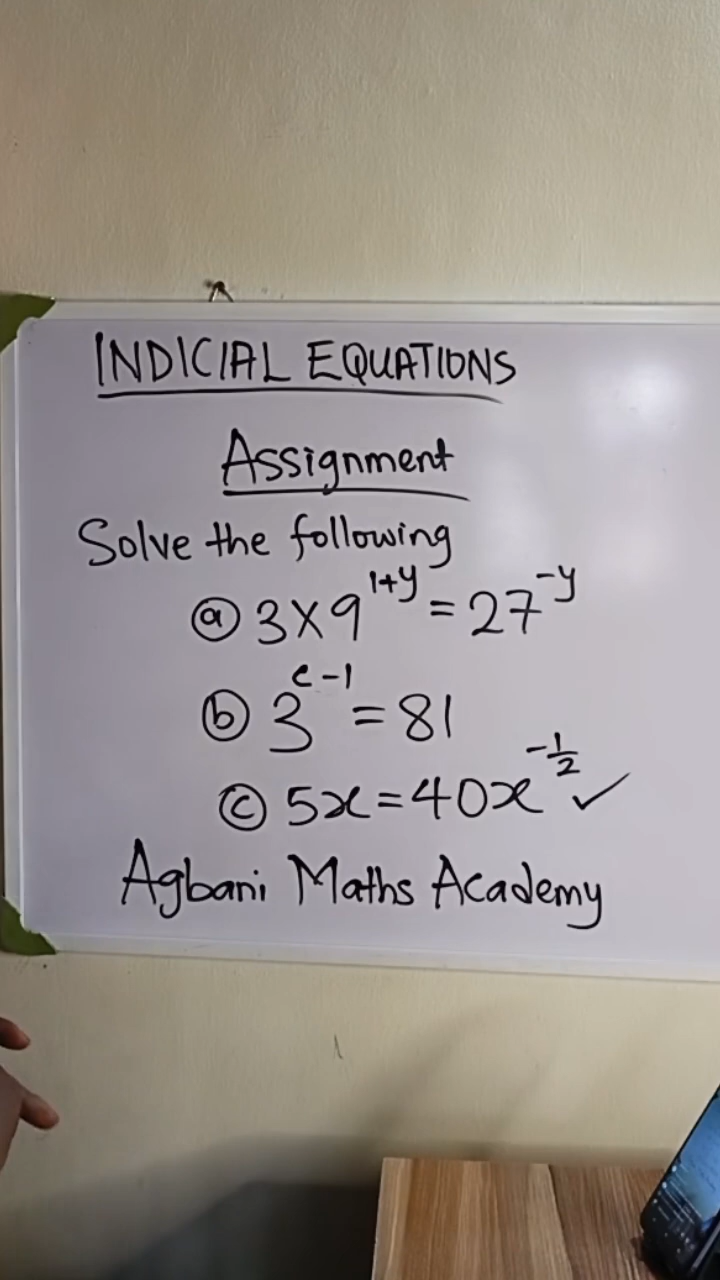 INDICIAL EQUATIONS
Assignment
Solve the following
ⓐ 3×9^{1+y} = 27^{-y}
ⓑ 3^{c-1} = 81
ⓒ 5x = 40x^{-1/2} ✓
Agbani Maths Academy